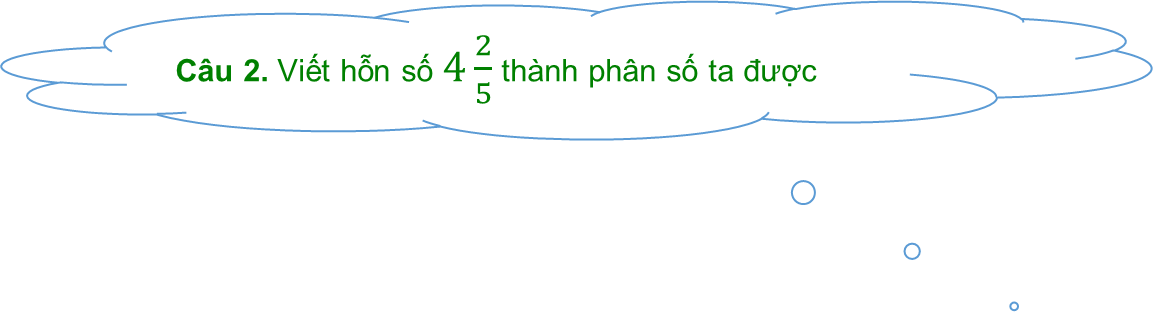 Câu 2. Viết hỗn số 4 2/5 thành phân số ta được